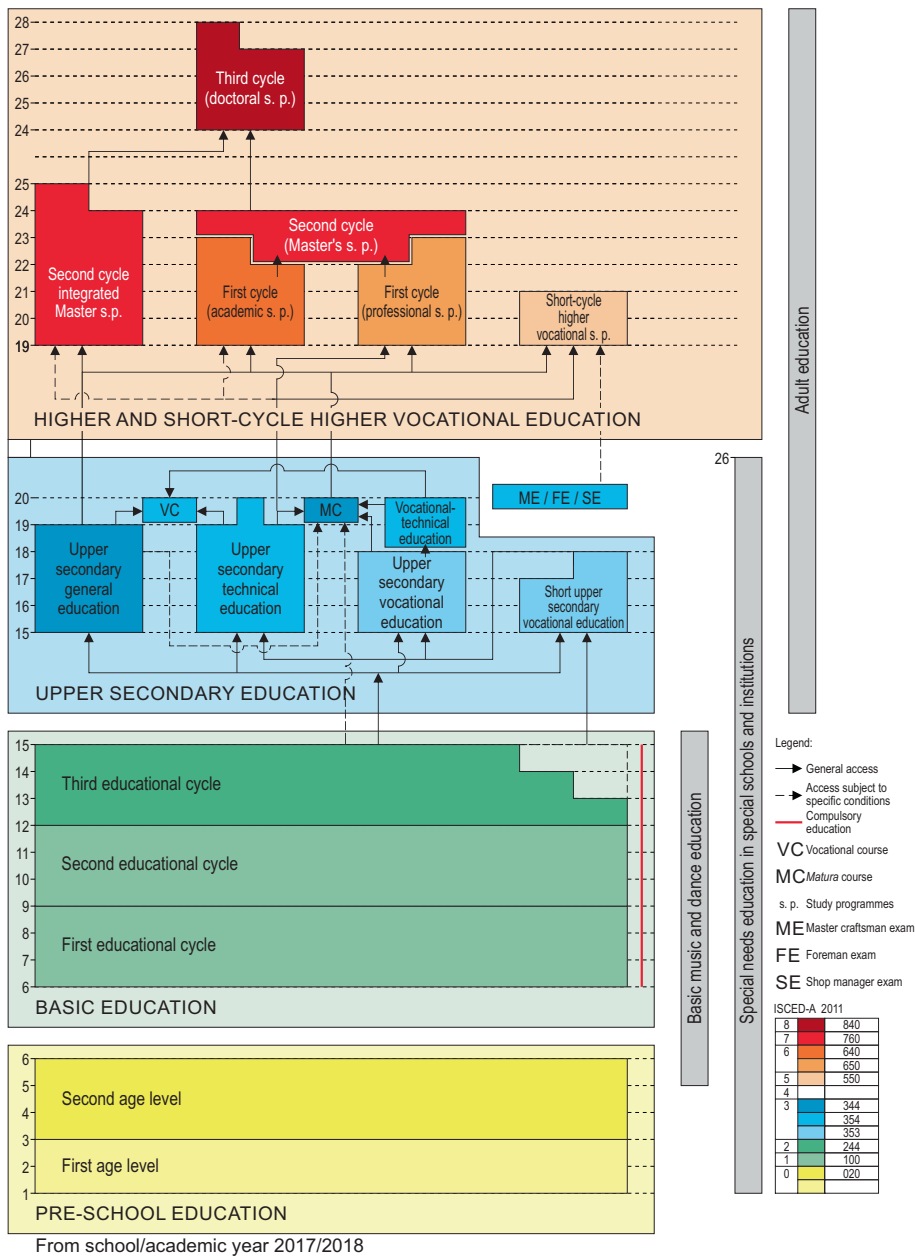 28
27
26
25
24
Third cycle
(doctoral s. p.)
25
24
23
22
21
20
19
Second cycle
integrated
Master s.p.
Second cycle
(Master's s. p.)
First cycle
(academic s. p.)
First cycle
(professional s. p.)
Short-cycle
higher
vocational s. p.
HIGHER AND SHORT-CYCLE HIGHER VOCATIONAL EDUCATION
Adult education
26
20
19
18
17
16
15
VC
MC
Vocational-
technical
education
ME / FE / SE
Upper
secondary
general
education
Upper
secondary
technical
education
Upper
secondary
vocational
education
Short upper
secondary
vocational education
UPPER SECONDARY EDUCATION
Special needs education in special schools and institutions
15
14
13
12
11
10
9
8
7
6
Third educational cycle
Second educational cycle
First educational cycle
BASIC EDUCATION
Basic music and dance education
6
5
4
3
2
1
Second age level
First age level
PRE-SCHOOL EDUCATION
From school/academic year 2017/2018
Legend:
General access
Access subject to
specific conditions
Compulsory
education
VC Vocational course
MC Matura course
s. p. Study programmes
ME Master craftsman exam
FE Foreman exam
SE Shop manager exam
ISCED-A 2011
8 840
7 760
6 640
650
5 550
4
3 344
354
353
2 244
1 100
0 020